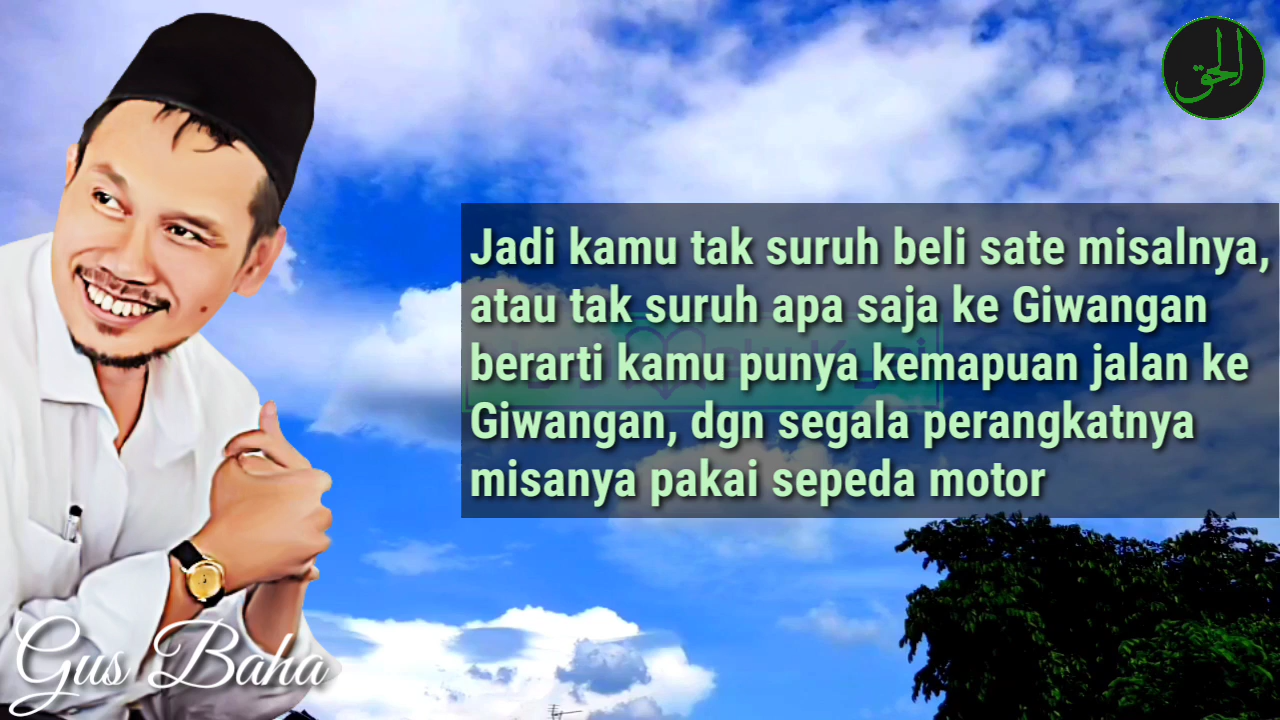 الحق
Jadi kamu tak suruh beli sate misalnya,
atau tak suruh apa saja ke Giwangan
berarti kamu punya kemapuan jalan ke
Giwangan, dgn segala perangkatnya
misanya pakai sepeda motor
Gus Baha